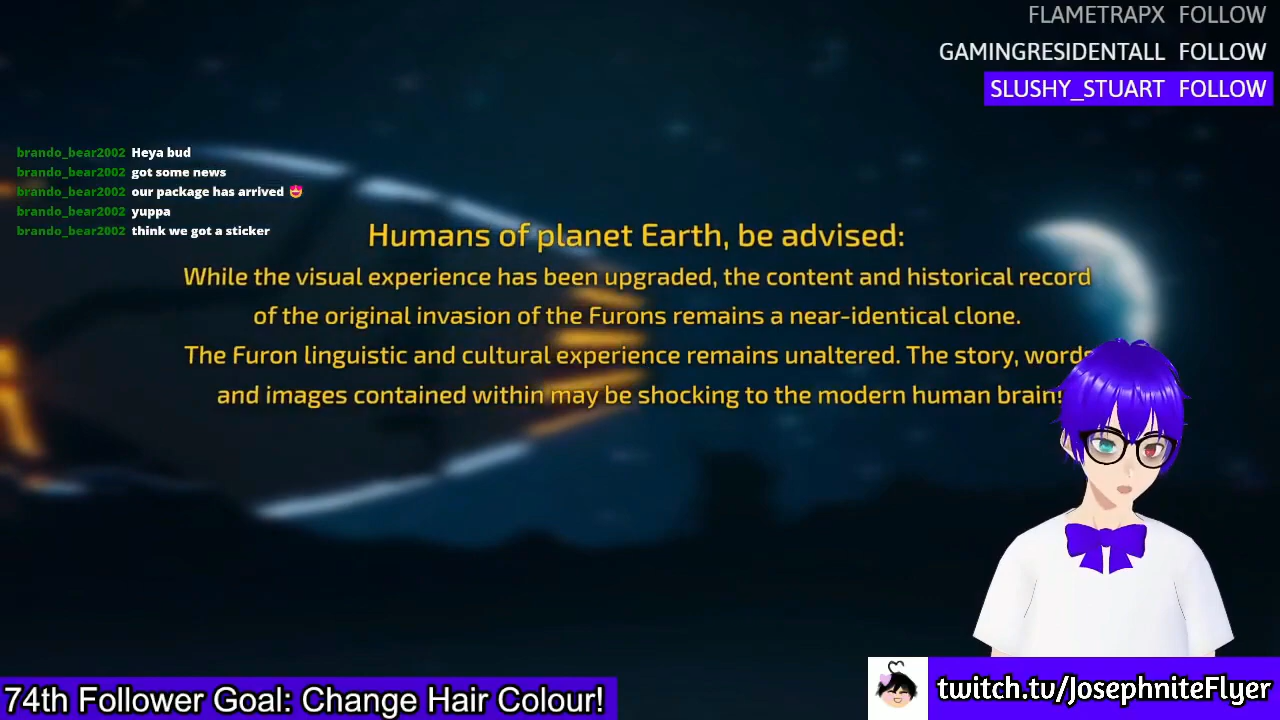 FLAMETRAPX FOLLOW
GAMINGRESIDENTALL FOLLOW
SLUSHY_STUART FOLLOW
brando_bear2002 Heya bud
brando_bear2002 got some news
brando_bear2002 our package has arrived 😍
brando_bear2002 yuppa
brando_bear2002 think we got a sticker
Humans of planet Earth, be advised:
While the visual experience has been upgraded, the content and historical record
of the original invasion of the Furons remains a near-identical clone.
The Furon linguistic and cultural experience remains unaltered. The story, words
and images contained within may be shocking to the modern human brain!
74th Follower Goal: Change Hair Colour!
twitch.tv/JosephniteFlyer